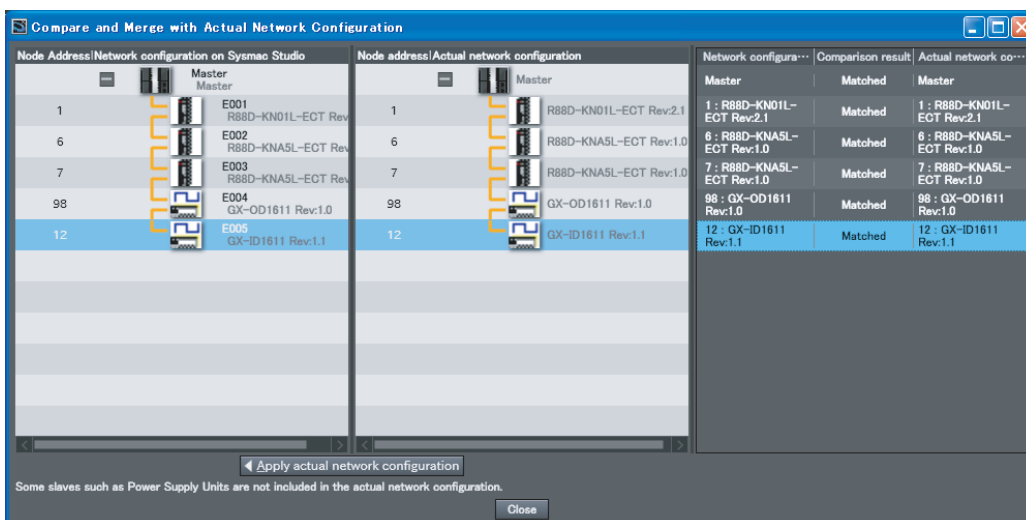 Compare and Merge with Actual Network Configuration
Node Address|Network configuration on Sysmac Studio
Master
Master
1
E001
R88D-KN01L-ECT Rev
6
E002
R88D-KNA5L-ECT Rev
7
E003
R88D-KNA5L-ECT Rev
98
E004
GX-OD1611 Rev:1.0
12
E005
GX-ID1611 Rev:1.1
Node address|Actual network configuration
Master
1
R88D-KN01L-ECT Rev:2.1
6
R88D-KNA5L-ECT Rev:1.0
7
R88D-KNA5L-ECT Rev:1.0
98
GX-OD1611 Rev:1.0
12
GX-ID1611 Rev:1.1
Network configura··· Comparison result Actual network co···
Master Matched Master
1 : R88D-KN01L-
ECT Rev:2.1
Matched
1 : R88D-KN01L-
ECT Rev:2.1
6 : R88D-KNA5L-
ECT Rev:1.0
Matched
6 : R88D-KNA5L-
ECT Rev:1.0
7 : R88D-KNA5L-
ECT Rev:1.0
Matched
7 : R88D-KNA5L-
ECT Rev:1.0
98 : GX-OD1611
Rev:1.0
Matched
98 : GX-OD1611
Rev:1.0
12 : GX-ID1611
Rev:1.1
Matched
12 : GX-ID1611
Rev:1.1
Apply actual network configuration
Some slaves such as Power Supply Units are not included in the actual network configuration.
Close